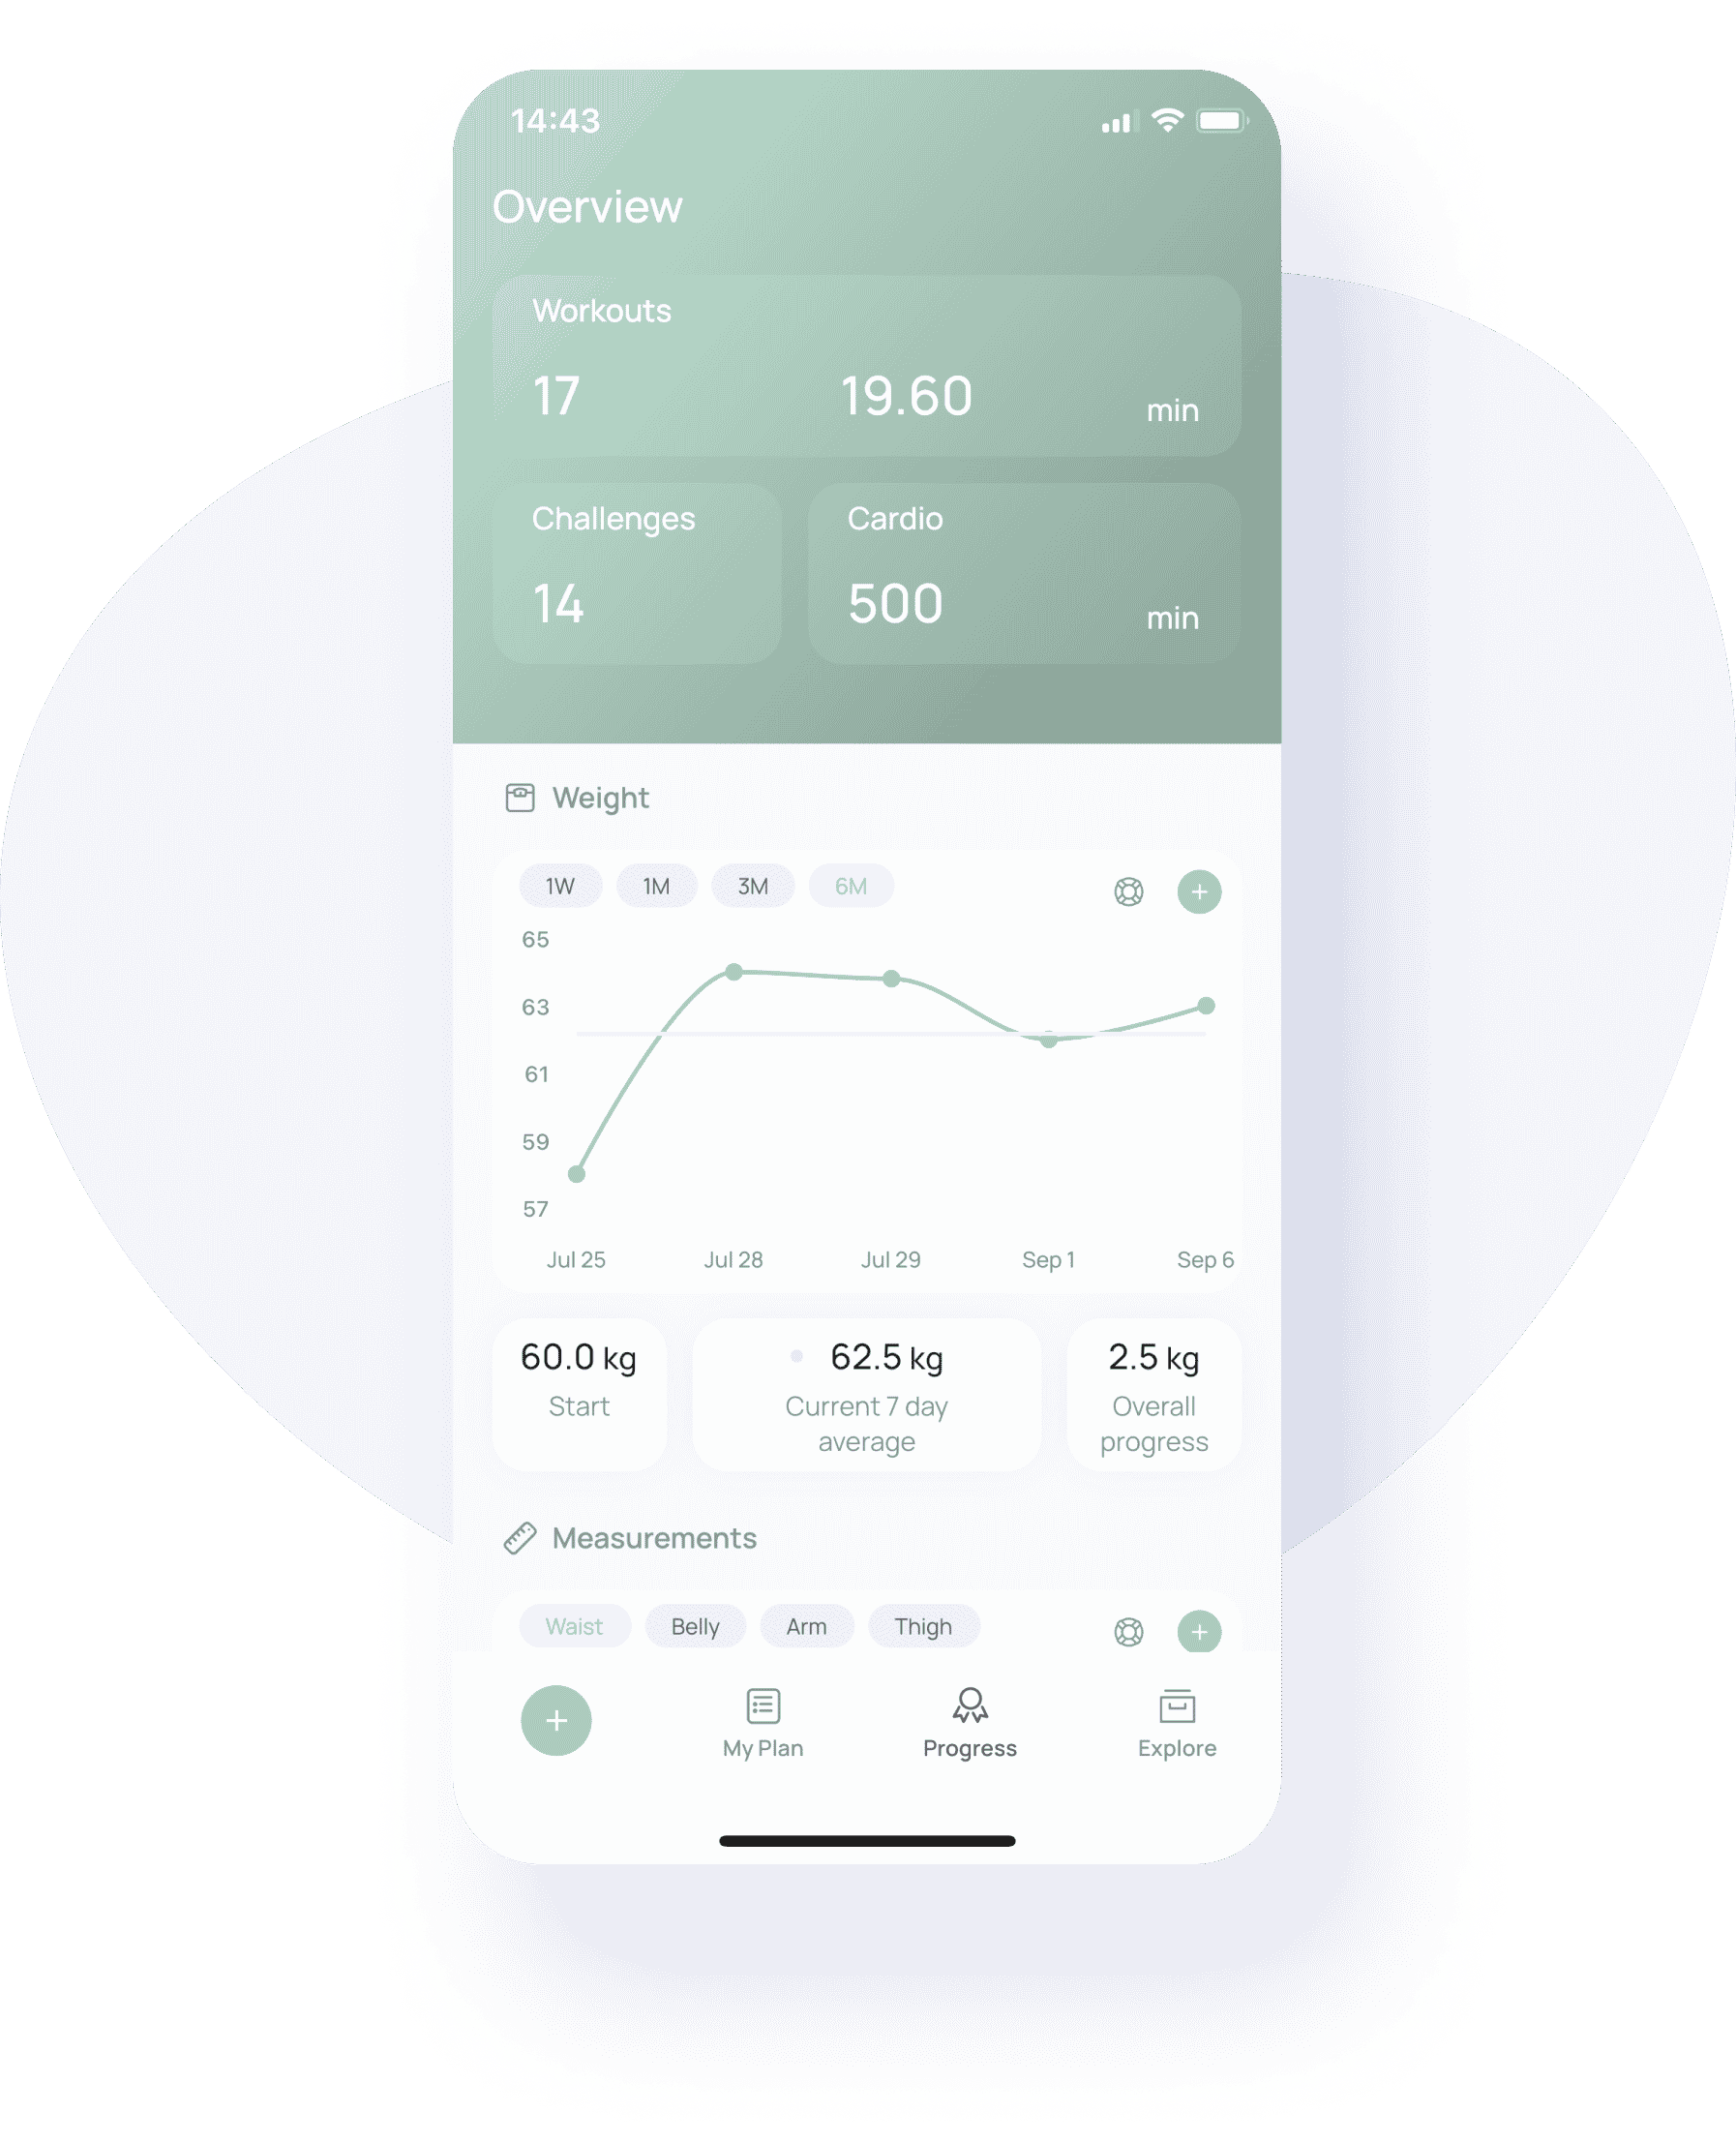 14:43
Overview
Workouts
17 19.60 min
Challenges Cardio
14 500 min
Weight
1W 1M 3M 6M
65
63
61
59
57
Jul 25 Jul 28 Jul 29 Sep 1 Sep 6
60.0 kg 62.5 kg 2.5 kg
Start Current 7 day Overall
average progress
Measurements
Waist Belly Arm Thigh
My Plan Progress Explore